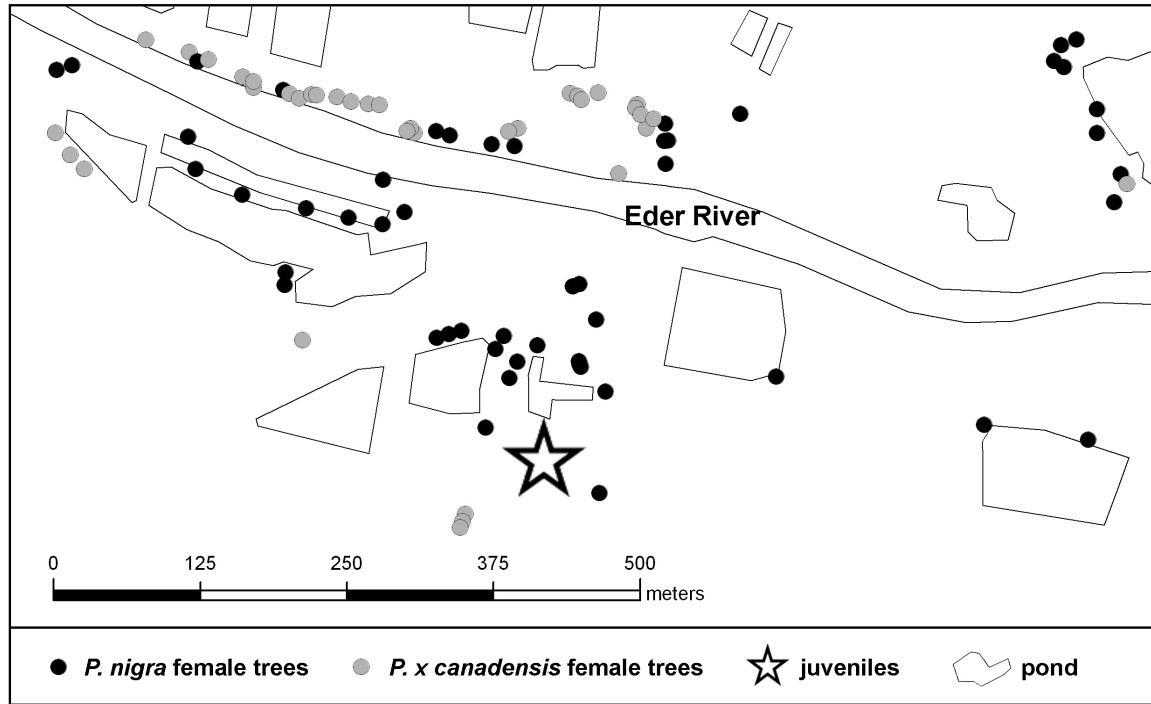 Eder River
0 125 250 375 500
meters
P. nigra female trees P. x canadensis female trees juveniles pond